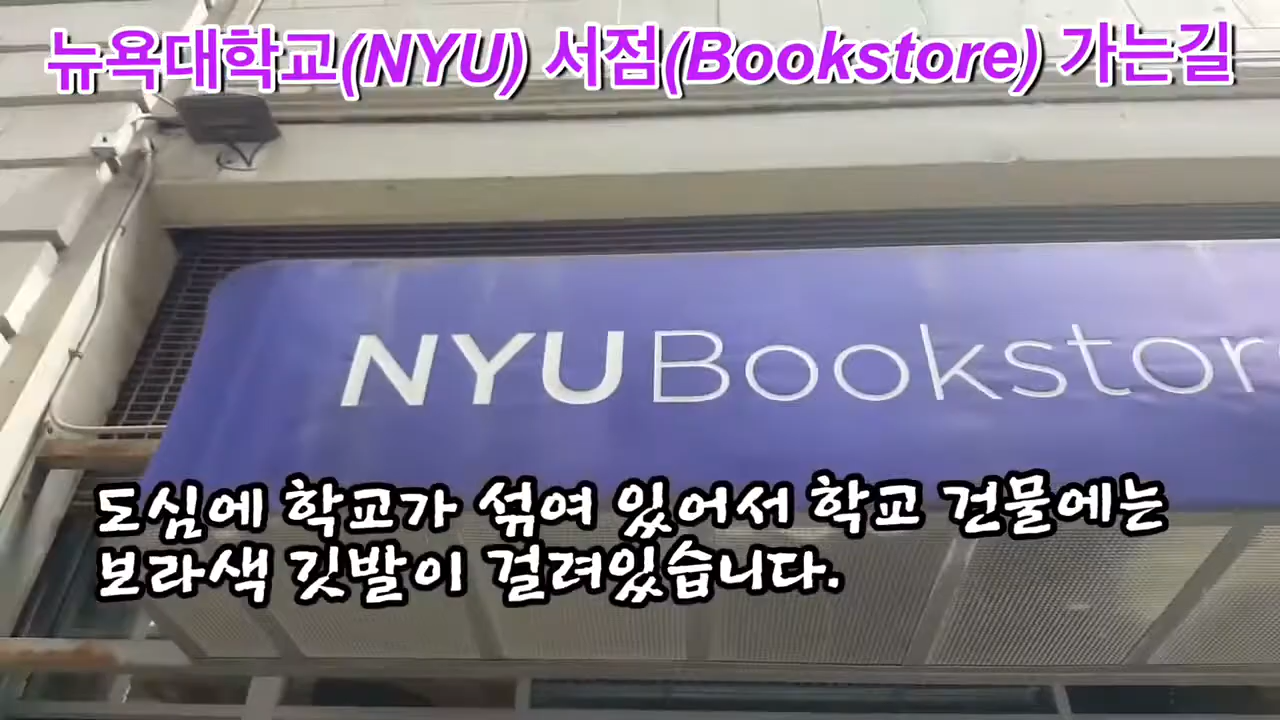 뉴욕대학교(NYU) 서점(Bookstore) 가는길
NYU Bookstor
도심에 학교가 섞여 있어서 학교 건물에는
보라색 깃발이 걸려있습니다.